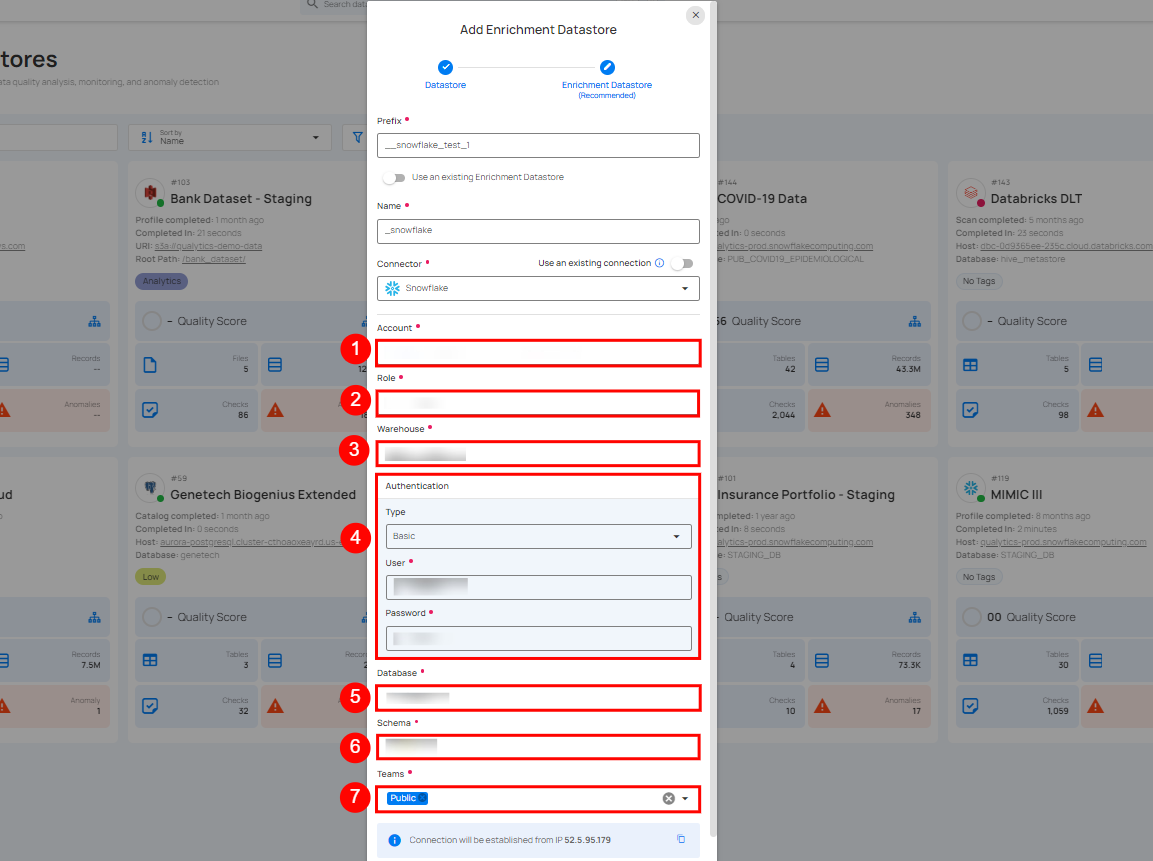 Search data
Add Enrichment Datastore
Datastore
Enrichment Datastore
(Recommended)
tores
ata quality analysis, monitoring, and anomaly detection
Sort by
Name
Prefix
__snowflake_test_1
Use an existing Enrichment Datastore
Name
_snowflake
Connector
Use an existing connection
Snowflake
1
Account
2
Role
3
Warehouse
4
Authentication
Type
Basic
User
Password
5
Database
6
Schema
7
Teams
Public
Connection will be established from IP 52.5.95.179
ys.com
Records
--
Anomalies
--
#103
Bank Dataset - Staging
Profile completed: 1 month ago
Completed In: 21 seconds
URI: s3a://qualytics-demo-data
Root Path: /bank_dataset/
Analytics
– Quality Score
Files
5
12
Checks
86
#144
COVID-19 Data
ago
ed In: 0 seconds
alytics-prod.snowflakecomputing.com
e: PUB_COVID19_EPIDEMIOLOGICAL
56 Quality Score
Tables
42
Records
43.3M
Checks
2,044
Anomalies
348
#143
Databricks DLT
Scan completed: 5 months ago
Completed In: 23 seconds
Host: dbc-0d9365ee-235c.cloud.databricks.com
Database: hive_metastore
No Tags
– Quality Score
Tables
5
Checks
98
ud
o
Records
7.5M
Anomaly
1
#59
Genetech Biogenius Extended
Catalog completed: 1 month ago
Completed In: 0 seconds
Host: aurora-postgresql.cluster-cthoaoxeayrd.us-e
Database: genetech
Low
– Quality Score
Tables
3
Recor
2
Checks
32
#101
Insurance Portfolio - Staging
mpleted: 1 year ago
ed In: 8 seconds
alytics-prod.snowflakecomputing.com
e: STAGING_DB
s
– Quality Score
Tables
4
Records
73.3K
Checks
10
Anomalies
17
#119
MIMIC III
Profile completed: 8 months ago
Completed In: 2 minutes
Host: qualytics-prod.snowflakecomputing.com
Database: STAGING_DB
No Tags
00 Quality Score
Tables
30
Checks
1,059